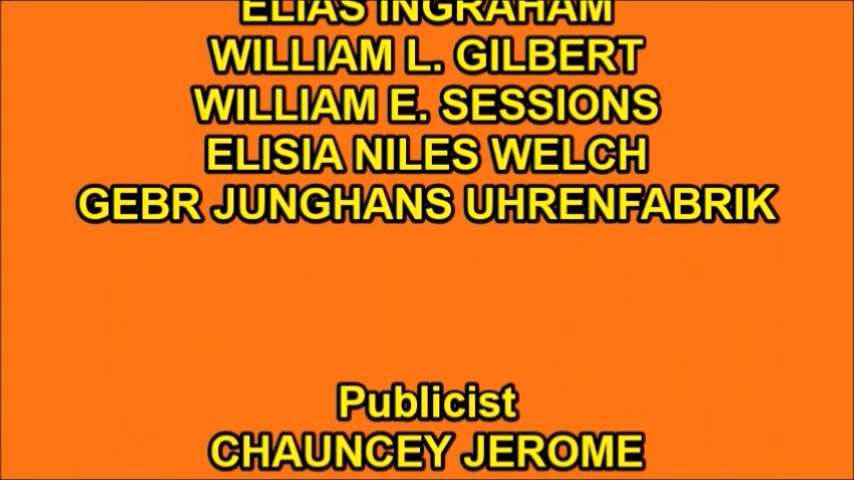 ELIAS INGRAHAM
WILLIAM L. GILBERT
WILLIAM E. SESSIONS
ELISIA NILES WELCH
GEBR JUNGHANS UHRENFABRIK
Publicist
CHAUNCEY JEROME